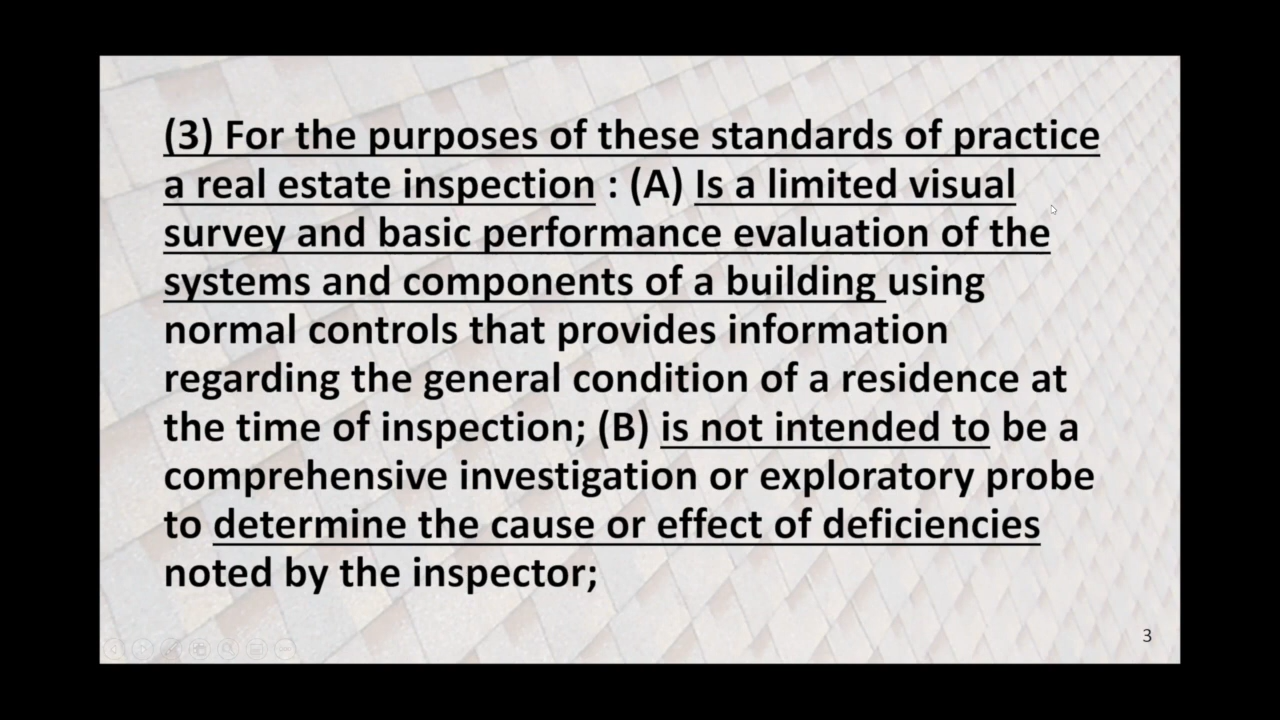 (3) For the purposes of these standards of practice
a real estate inspection : (A) Is a limited visual
survey and basic performance evaluation of the
systems and components of a building using
normal controls that provides information
regarding the general condition of a residence at
the time of inspection; (B) is not intended to be a
comprehensive investigation or exploratory probe
to determine the cause or effect of deficiencies
noted by the inspector;
3